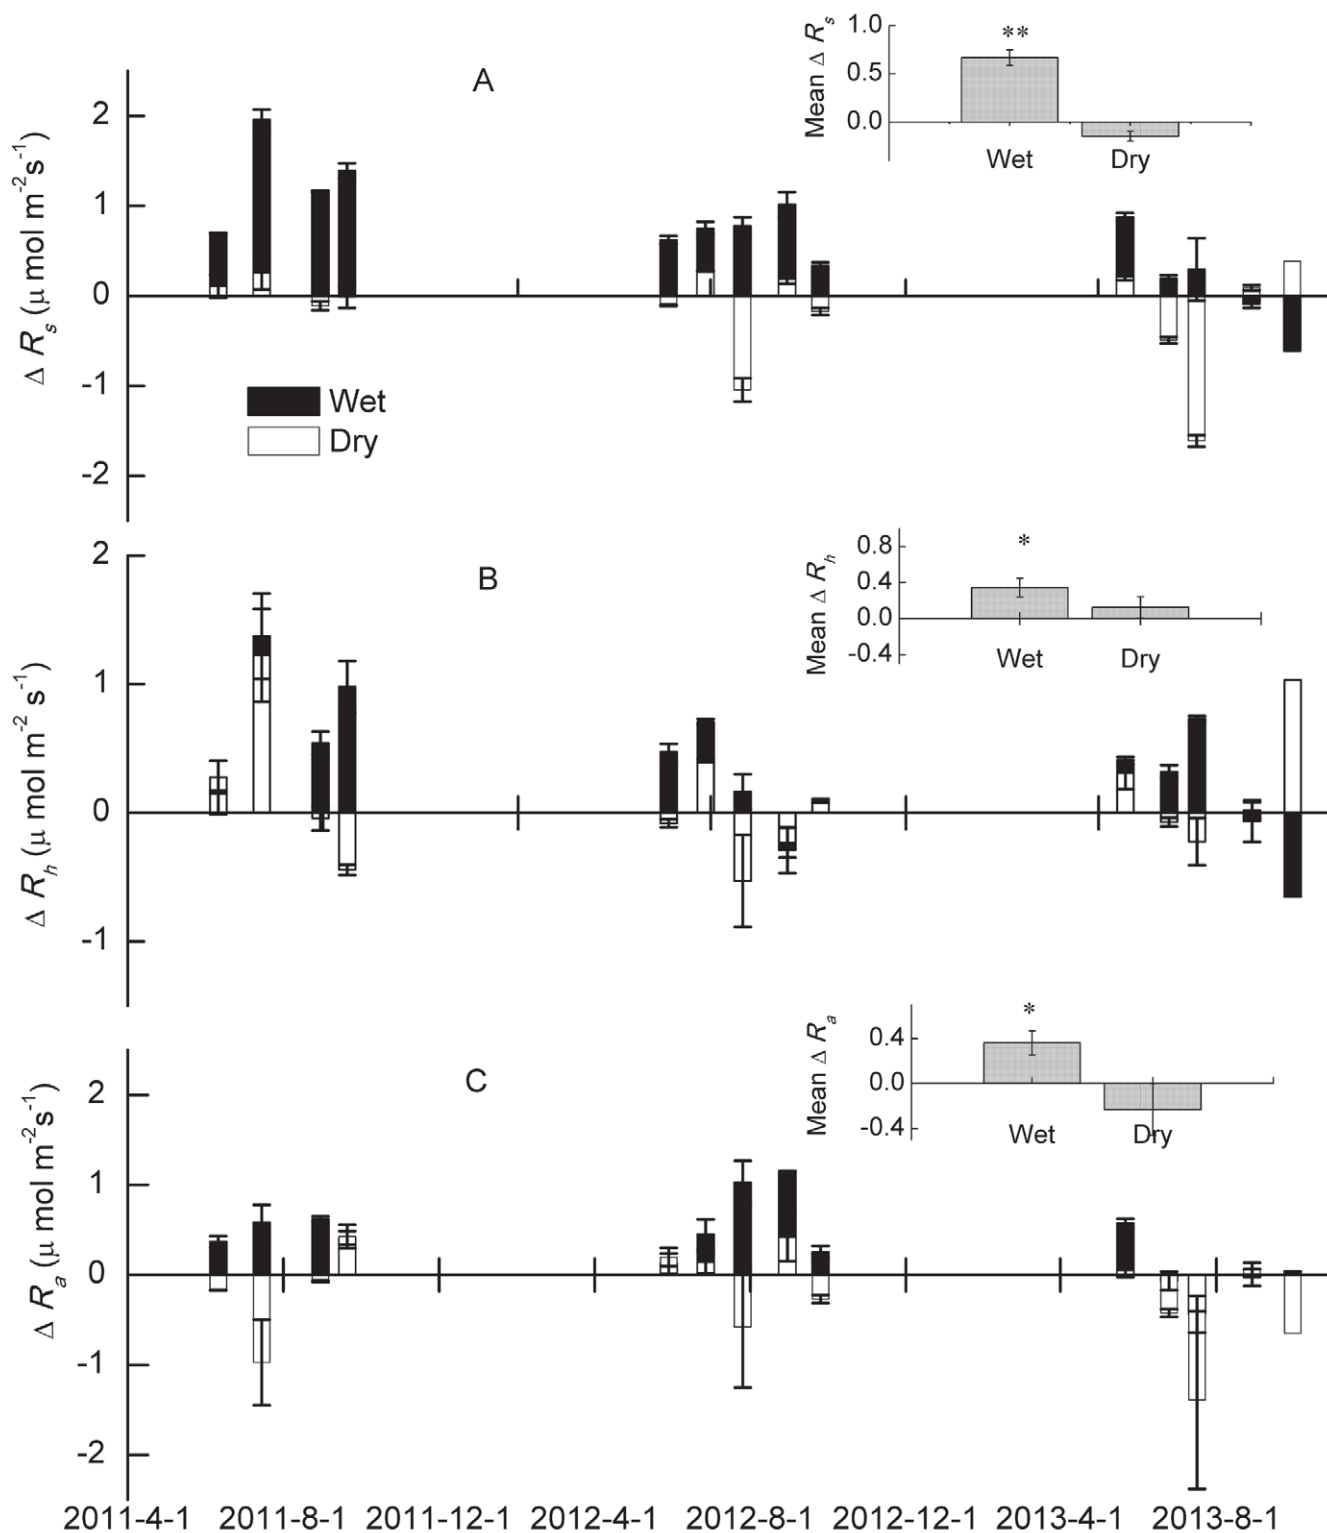 A
Δ Rs (μ mol m-2s-1)
2
1
0
-1
-2
Wet
Dry
Mean Δ Rs
1.0
0.5
0.0
**
Wet Dry
B
Δ Rh (μ mol m-2 s-1)
2
1
0
-1
Mean Δ Rh
0.8
0.4
0.0
-0.4
*
Wet Dry
C
Δ Ra (μ mol m-2s-1)
2
1
0
-1
-2
Mean Δ Ra
0.4
0.0
-0.4
*
Wet Dry
2011-4-1 2011-8-1 2011-12-1 2012-4-1 2012-8-1 2012-12-1 2013-4-1 2013-8-1